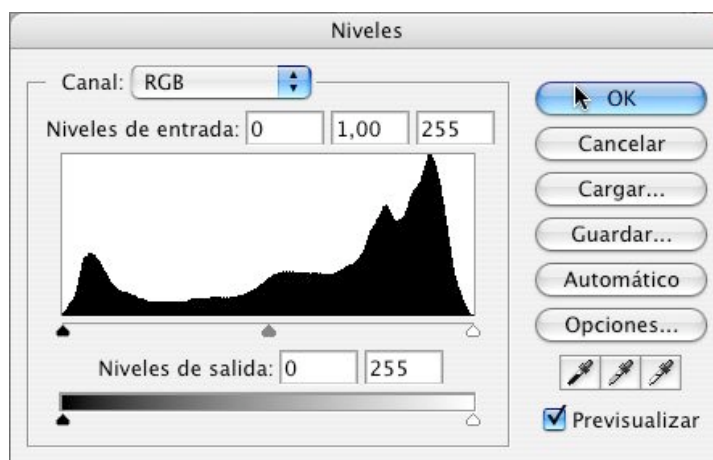 Niveles
Canal: RGB
Niveles de entrada: 0 1,00 255
Niveles de salida: 0 255
OK
Cancelar
Cargar...
Guardar...
Automático
Opciones...
Previsualizar